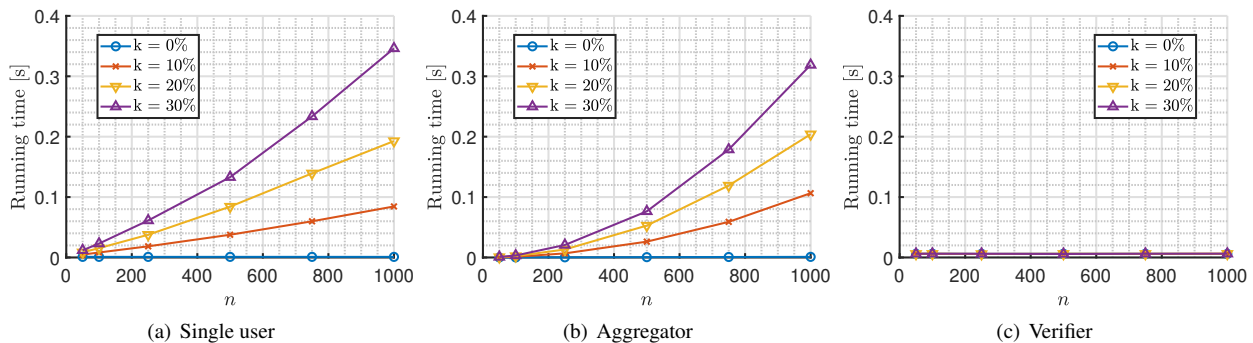 0.4
0.3
0.2
0.1
0
Running time [s]
k = 0%
k = 10%
k = 20%
k = 30%
0 200 400 600 800 1000
n
(a) Single user
0.4
0.3
0.2
0.1
0
Running time [s]
k = 0%
k = 10%
k = 20%
k = 30%
0 200 400 600 800 1000
n
(b) Aggregator
0.4
0.3
0.2
0.1
0
Running time [s]
k = 0%
k = 10%
k = 20%
k = 30%
0 200 400 600 800 1000
n
(c) Verifier